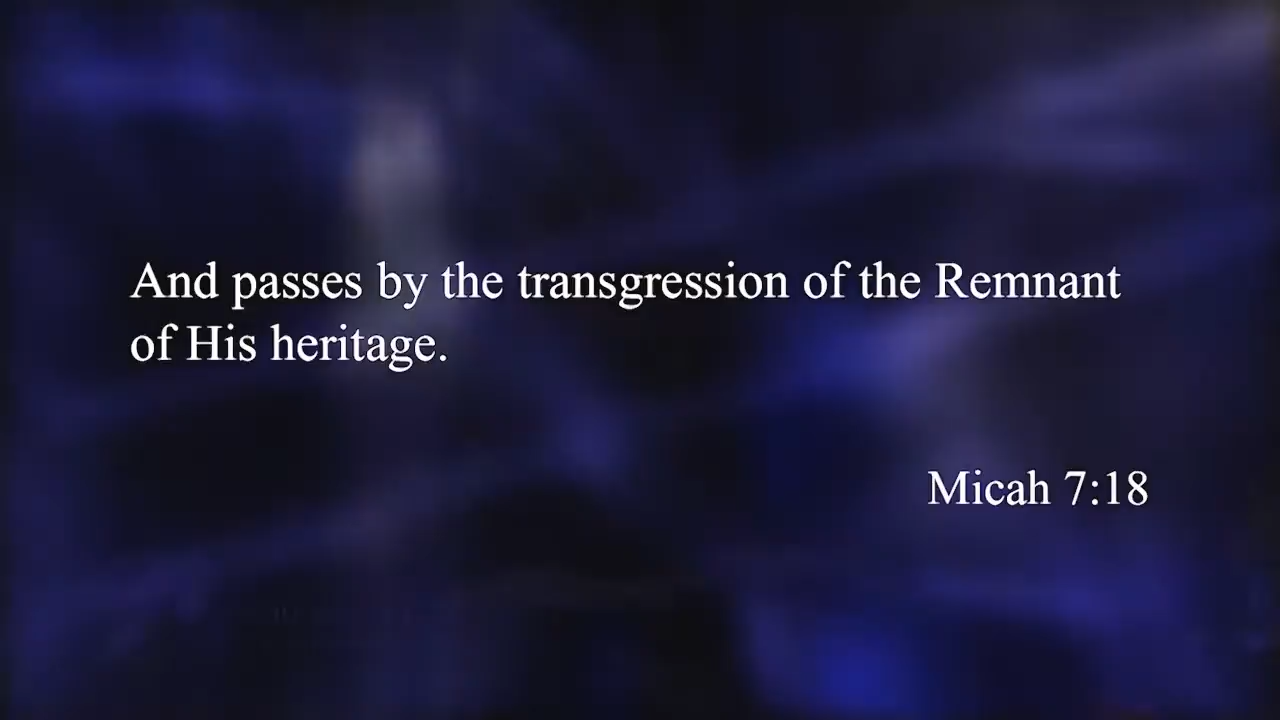 And passes by the transgression of the Remnant
of His heritage.
Micah 7:18